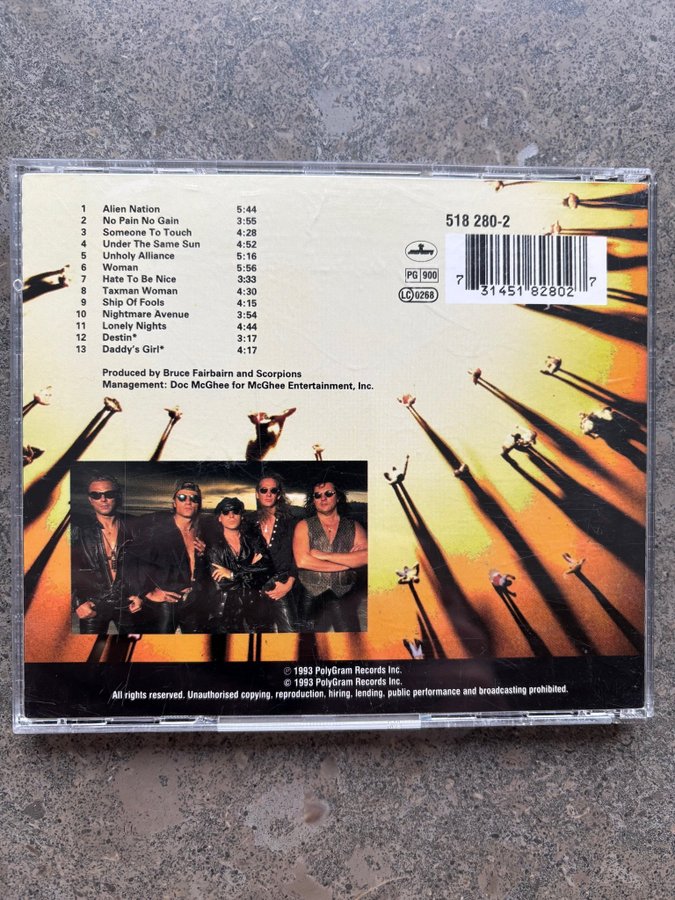 1 Alien Nation 5:44
2 No Pain No Gain 3:55
3 Someone To Touch 4:28
4 Under The Same Sun 4:52
5 Unholy Alliance 5:16
6 Woman 5:56
7 Hate To Be Nice 3:33
8 Taxman Woman 4:30
9 Ship Of Fools 4:15
10 Nightmare Avenue 3:54
11 Lonely Nights 4:44
12 Destin* 3:17
13 Daddy's Girl* 4:17
Produced by Bruce Fairbairn and Scorpions
Management: Doc McGhee for McGhee Entertainment, Inc.
518 280-2
PG 900
LC 0268
7 31451 82802 7
℗ 1993 PolyGram Records Inc.
© 1993 PolyGram Records Inc.
All rights reserved. Unauthorised copying, reproduction, hiring, lending, public performance and broadcasting prohibited.